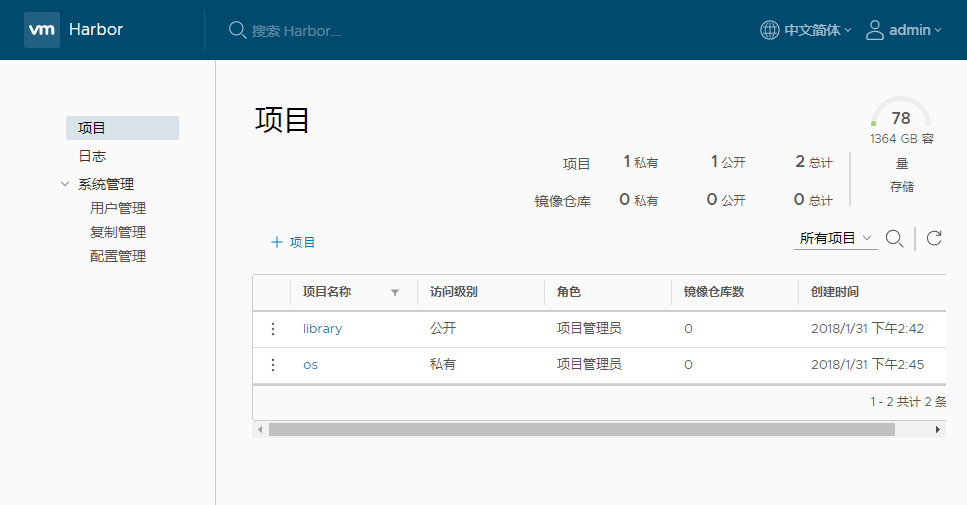 vm Harbor 搜索 Harbor... 中文简体 admin
项目
日志
系统管理
用户管理
复制管理
配置管理
项目
项目 1 私有 1 公开 2 总计
镜像仓库 0 私有 0 公开 0 总计
78
1364 GB 容
量
存储
+ 项目 所有项目
项目名称 访问级别 角色 镜像仓库数 创建时间
library 公开 项目管理员 0 2018/1/31 下午2:42
os 私有 项目管理员 0 2018/1/31 下午2:45
1 - 2 共计 2 条